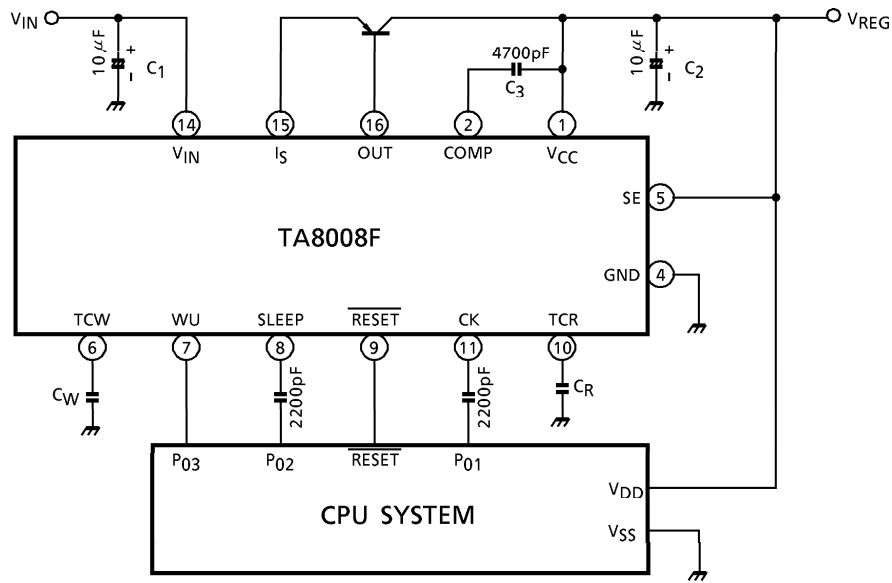 VIN
VREG
10μF
+
−
C1
4700pF
C3
10μF
+
−
C2
14
15
16
2
1
VIN
IS
OUT
COMP
VCC
SE
5
TA8008F
GND
4
TCW
WU
SLEEP
RESET
CK
TCR
6
7
8
9
11
10
CW
2200pF
2200pF
CR
P03
P02
RESET
P01
VDD
CPU SYSTEM
VSS